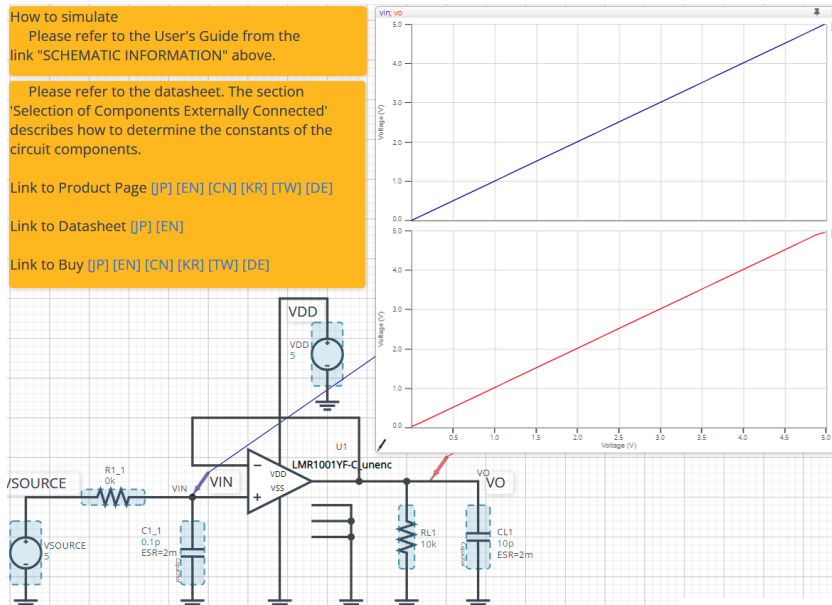 How to simulate
Please refer to the User's Guide from the
link "SCHEMATIC INFORMATION" above.
Please refer to the datasheet. The section
'Selection of Components Externally Connected'
describes how to determine the constants of the
circuit components.
Link to Product Page [JP] [EN] [CN] [KR] [TW] [DE]
Link to Datasheet [JP] [EN]
Link to Buy [JP] [EN] [CN] [KR] [TW] [DE]
vin; vo
5.0
4.0
3.0
2.0
1.0
0.0
Voltage (V)
5.0
4.0
3.0
2.0
1.0
0.0
Voltage (V)
0.5 1.0 1.5 2.0 2.5 3.0 3.5 4.0 4.5 5.0
Voltage (V)
VDD
VDD
5
U1
LMR1001YF-C_unenc
VDD
VSS
R1_1
0k
VSOURCE
VIN
VIN
VO
VO
VSOURCE
5
C1_1
0.1p
ESR=2m
Capacitor
RL1
10k
Capacitor
CL1
10p
ESR=2m